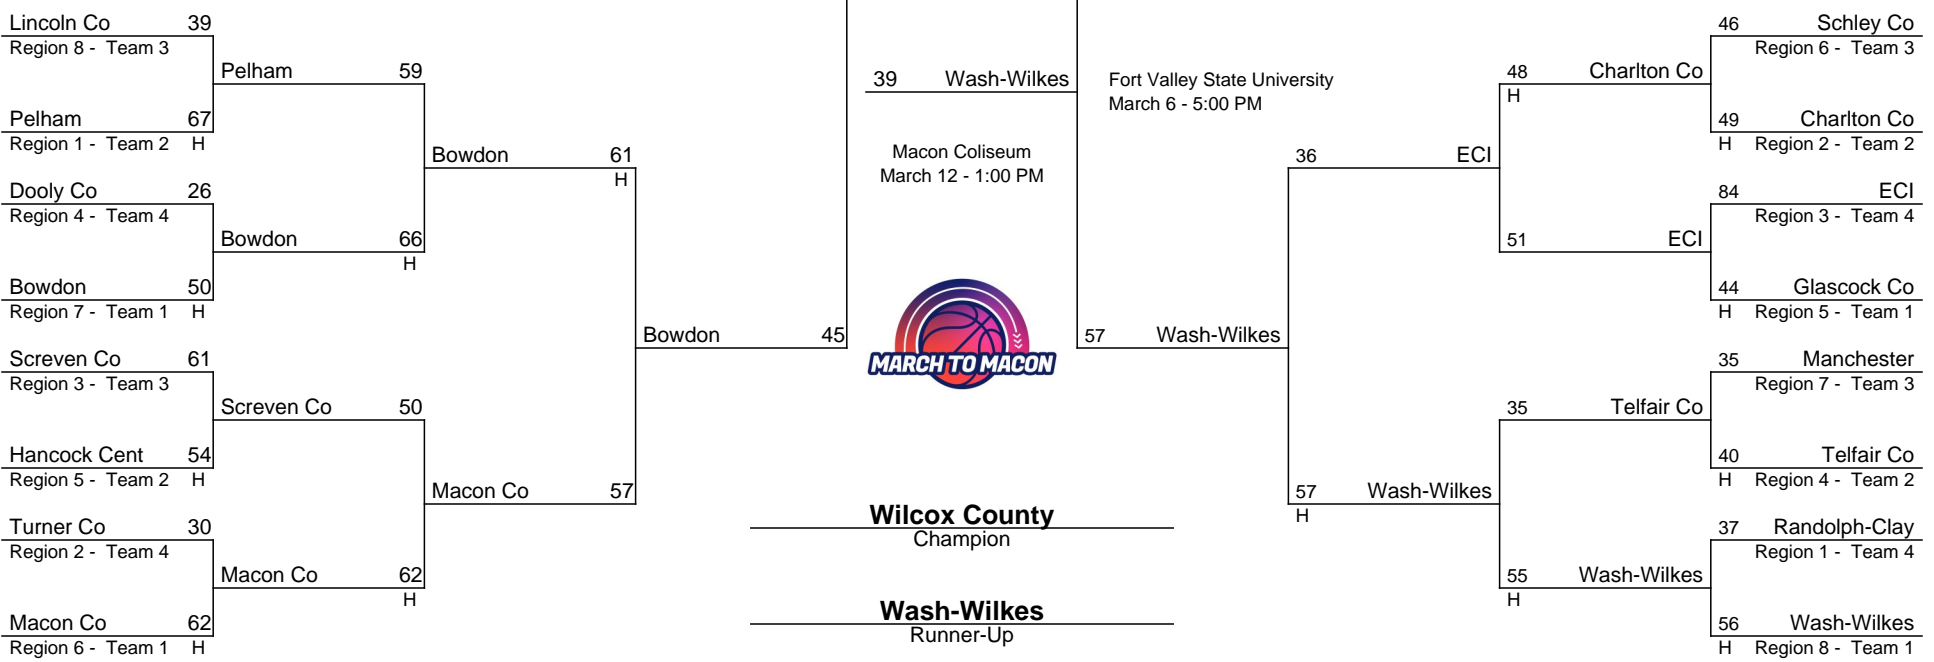 Lincoln Co 39
Region 8 - Team 3
Pelham 59
Pelham 67
Region 1 - Team 2 H
Bowdon 61
H
Dooly Co 26
Region 4 - Team 4
Bowdon 66
H
Bowdon 50
Region 7 - Team 1 H
Bowdon 45
Screven Co 61
Region 3 - Team 3
Screven Co 50
Hancock Cent 54
Region 5 - Team 2 H
Macon Co 57
Turner Co 30
Region 2 - Team 4
Macon Co 62
H
Macon Co 62
Region 6 - Team 1 H
39 Wash-Wilkes
Macon Coliseum
March 12 - 1:00 PM
MARCH TO MACON
Wilcox County
Champion
Wash-Wilkes
Runner-Up
Fort Valley State University
March 6 - 5:00 PM
57 Wash-Wilkes
46 Schley Co
Region 6 - Team 3
48 Charlton Co
H
49 Charlton Co
H Region 2 - Team 2
36 ECI
84 ECI
Region 3 - Team 4
51 ECI
44 Glascock Co
H Region 5 - Team 1
35 Manchester
Region 7 - Team 3
35 Telfair Co
40 Telfair Co
H Region 4 - Team 2
57 Wash-Wilkes
H
37 Randolph-Clay
Region 1 - Team 4
55 Wash-Wilkes
H
56 Wash-Wilkes
H Region 8 - Team 1